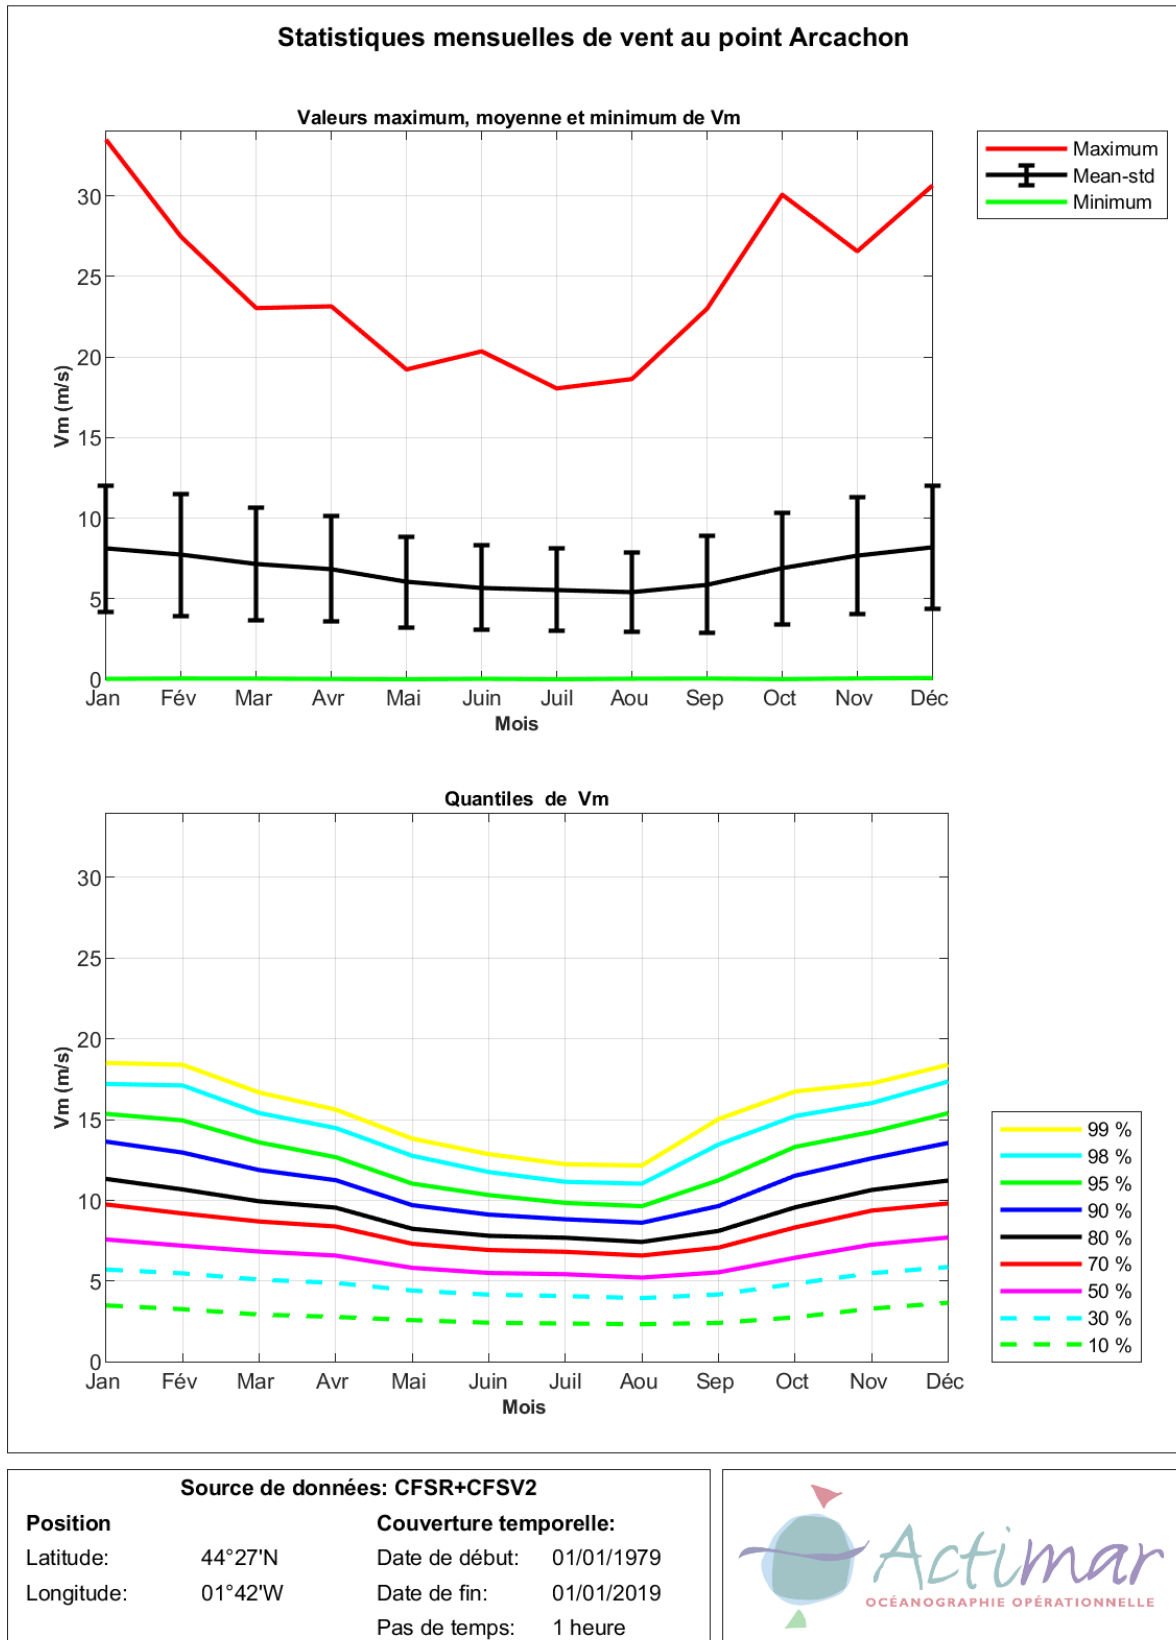 Statistiques mensuelles de vent au point Arcachon
Valeurs maximum, moyenne et minimum de Vm
Maximum
Mean-std
Minimum
30
25
20
15
10
5
0
Vm (m/s)
Jan Fév Mar Avr Mai Juin Juil Aou Sep Oct Nov Déc
Mois
Quantiles de Vm
30
25
20
15
10
5
0
Vm (m/s)
99 %
98 %
95 %
90 %
80 %
70 %
50 %
30 %
10 %
Jan Fév Mar Avr Mai Juin Juil Aou Sep Oct Nov Déc
Mois
Source de données: CFSR+CFSV2
Position
Latitude: 44°27'N
Longitude: 01°42'W
Couverture temporelle:
Date de début: 01/01/1979
Date de fin: 01/01/2019
Pas de temps: 1 heure
Actimar
OCÉANOGRAPHIE OPÉRATIONNELLE